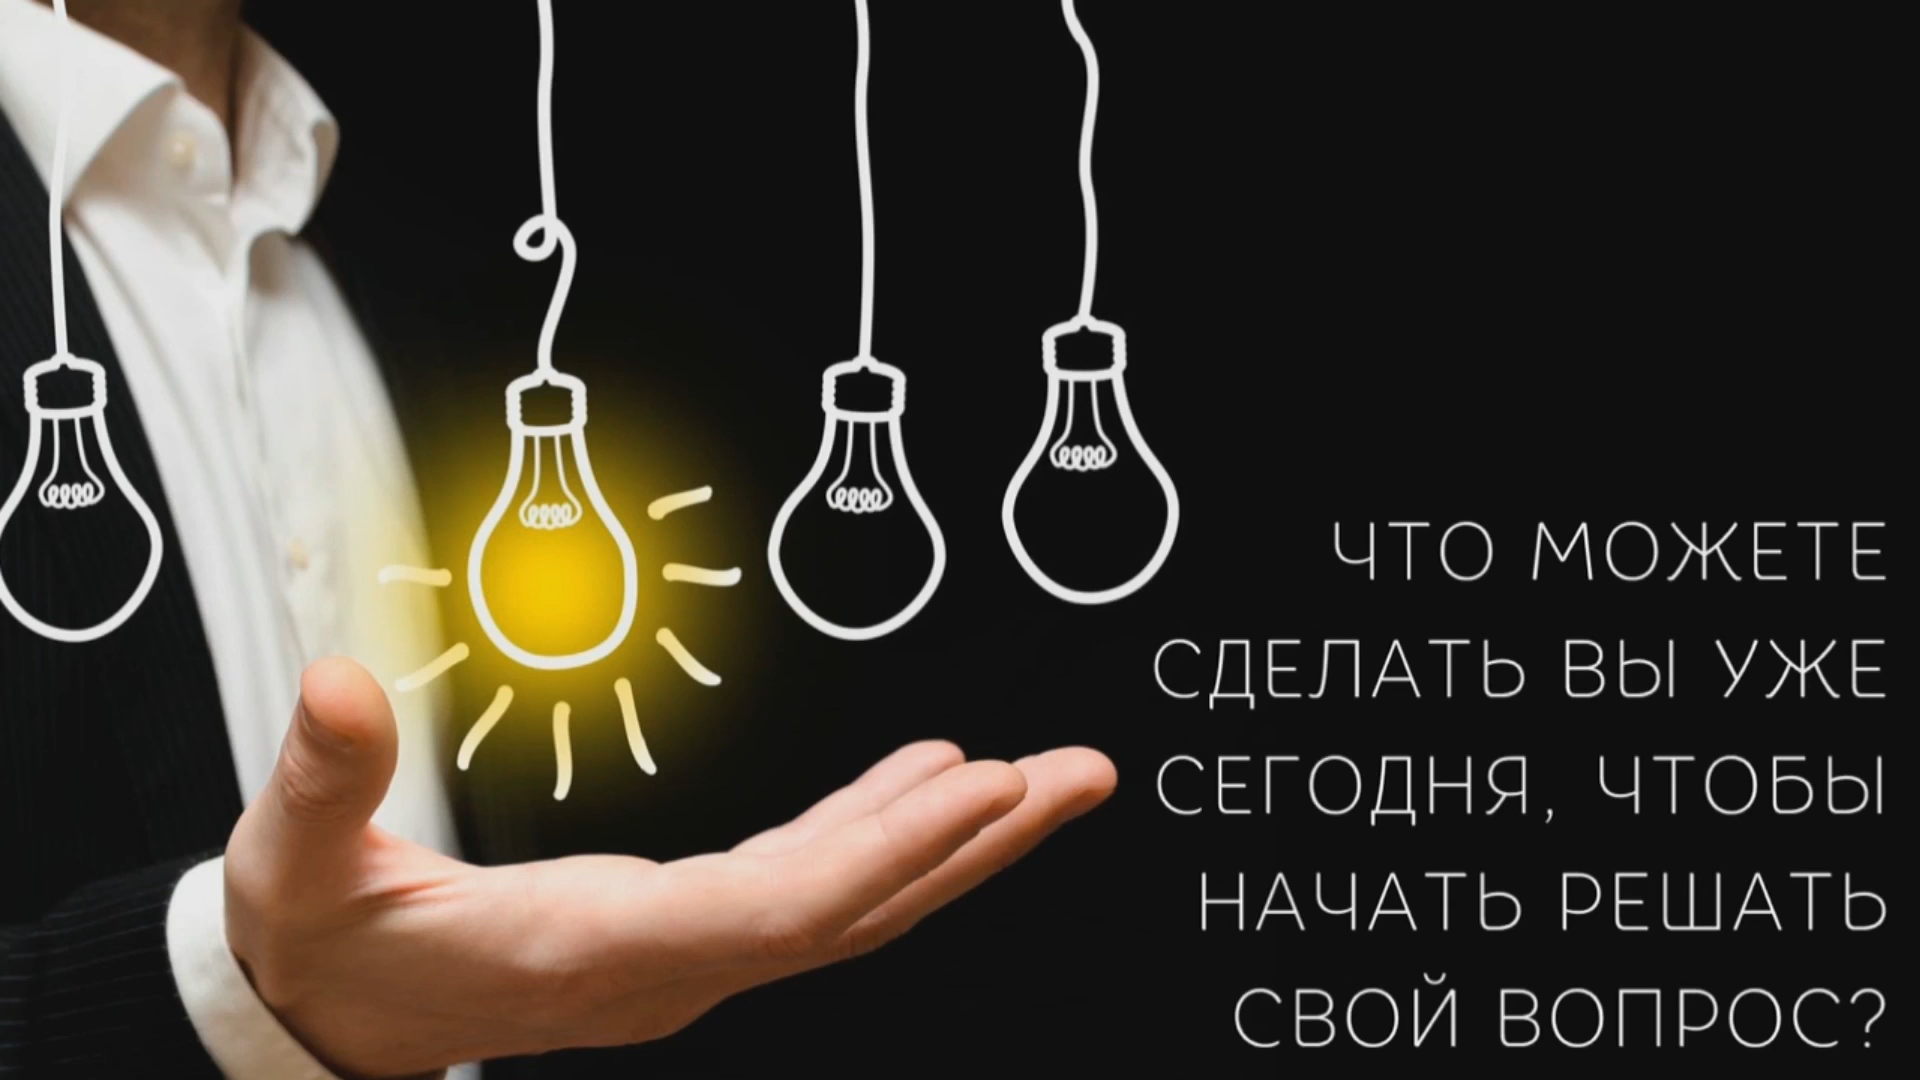 ЧТО МОЖЕТЕ
СДЕЛАТЬ ВЫ УЖЕ
СЕГОДНЯ, ЧТОБЫ
НАЧАТЬ РЕШАТЬ
СВОЙ ВОПРОС?